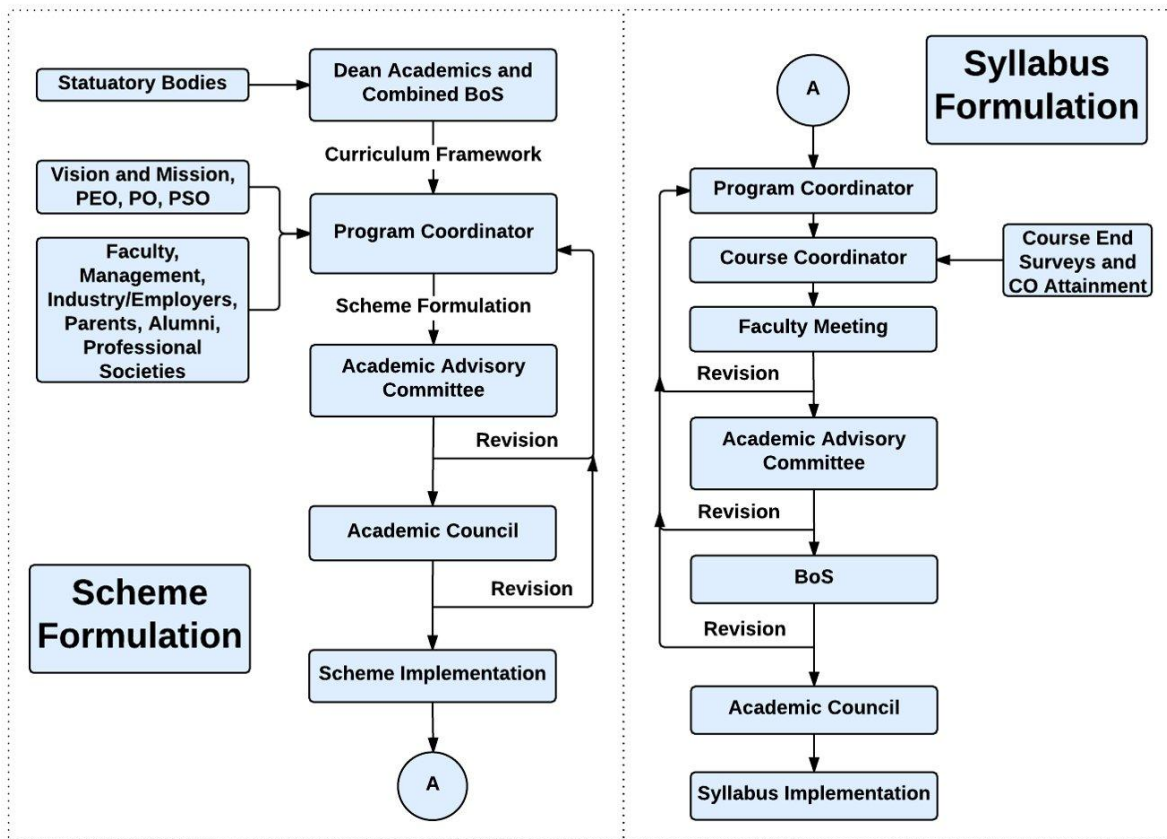 Statuatory Bodies
Dean Academics and
Combined BoS
Curriculum Framework
Vision and Mission,
PEO, PO, PSO
Program Coordinator
Faculty,
Management,
Industry/Employers,
Parents, Alumni,
Professional
Societies
Scheme Formulation
Academic Advisory
Committee
Revision
Academic Council
Revision
Scheme
Formulation
Scheme Implementation
A
Syllabus
Formulation
A
Program Coordinator
Course Coordinator
Course End
Surveys and
CO Attainment
Faculty Meeting
Revision
Academic Advisory
Committee
Revision
BoS
Revision
Academic Council
Syllabus Implementation